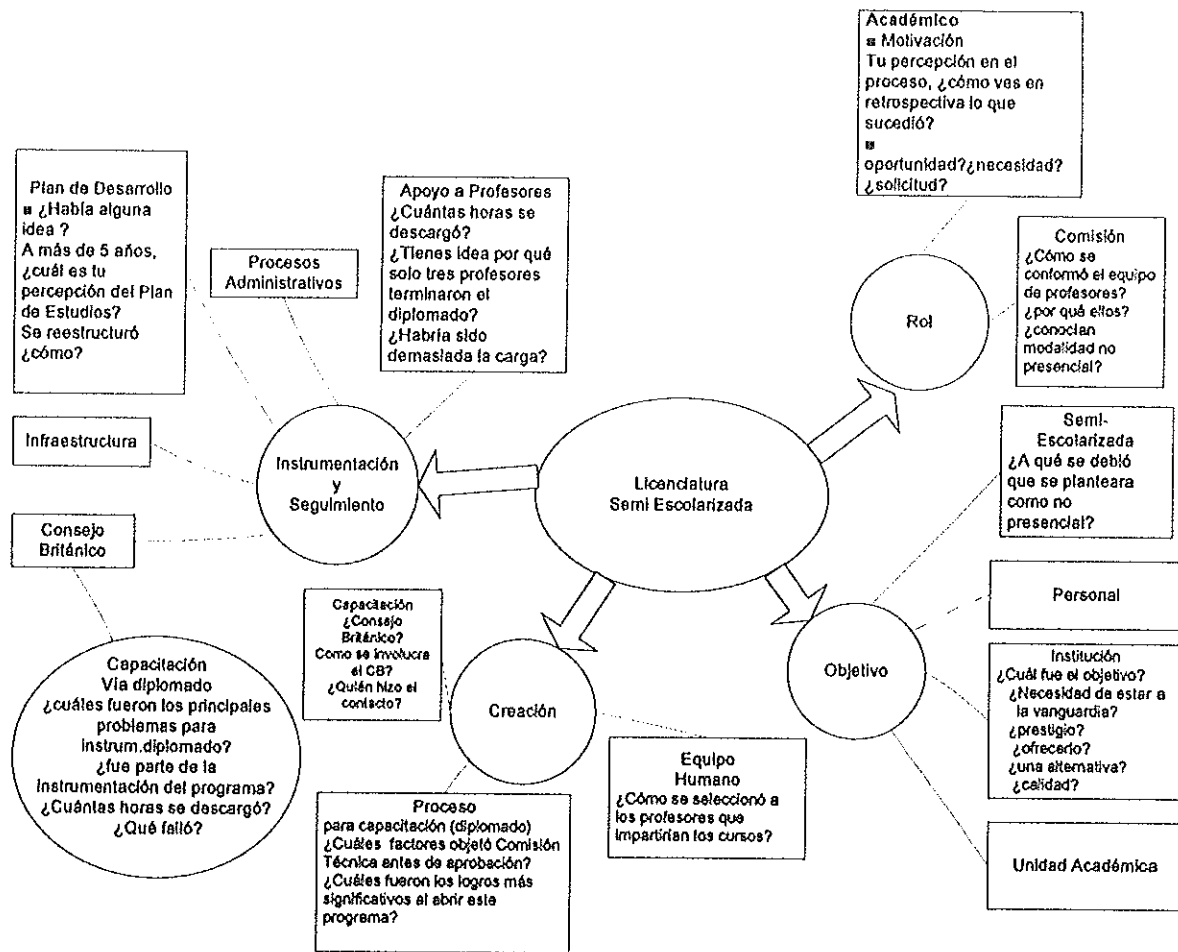 Académico
▪ Motivación
Tu percepción en el
proceso, ¿cómo ves en
retrospectiva lo que
sucedió?
▪
oportunidad?¿necesidad?
¿solicitud?
Plan de Desarrollo
▪ ¿Había alguna
idea ?
A más de 5 años,
¿cuál es tu
percepción del Plan
de Estudios?
Se reestructuró
¿cómo?
Procesos
Administrativos
Apoyo a Profesores
¿Cuántas horas se
descargó?
¿Tienes idea por qué
solo tres profesores
terminaron el
diplomado?
¿Habría sido
demasiada la carga?
Comisión
¿Cómo se
conformó el equipo
de profesores?
¿por qué ellos?
¿conocían
modalidad no
presencial?
Rol
Infraestructura
Instrumentación
y
Seguimiento
Licenciatura
Semi Escolarizada
Semi-
Escolarizada
¿A qué se debió
que se planteara
como no
presencial?
Consejo
Británico
Personal
Capacitación
¿Consejo
Británico?
Como se involucra
el CB?
¿Quién hizo el
contacto?
Creación
Objetivo
Institución
¿Cuál fue el objetivo?
¿Necesidad de estar a
la vanguardia?
¿prestigio?
¿ofrecerlo?
¿una alternativa?
¿calidad?
Capacitación
Vía diplomado
¿cuáles fueron los principales
problemas para
instrum.diplomado?
¿fue parte de la
instrumentación del programa?
¿Cuántas horas se descargó?
¿Qué falló?
Equipo
Humano
¿Cómo se seleccionó a
los profesores que
impartirían los cursos?
Proceso
para capacitación (diplomado)
¿Cuáles factores objetó Comisión
Técnica antes de aprobación?
¿Cuáles fueron los logros más
significativos al abrir este
programa?
Unidad Académica